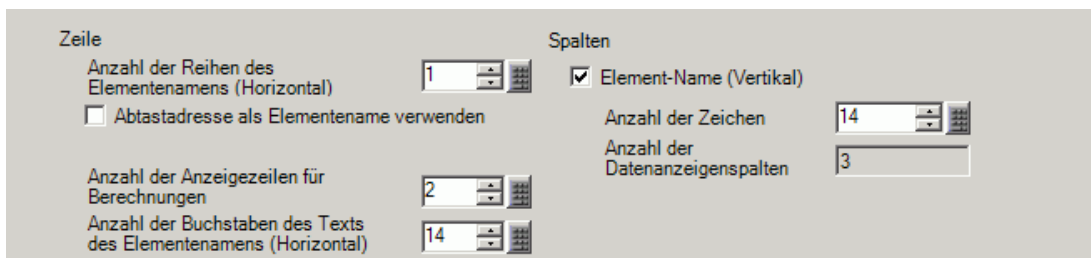 Zeile
Anzahl der Reihen des
Elementenamens (Horizontal)
1
Abtastadresse als Elementename verwenden
Anzahl der Anzeigezeilen für
Berechnungen
2
Anzahl der Buchstaben des Texts
des Elementenamens (Horizontal)
14
Spalten
Element-Name (Vertikal)
Anzahl der Zeichen
14
Anzahl der
Datenanzeigenspalten
3